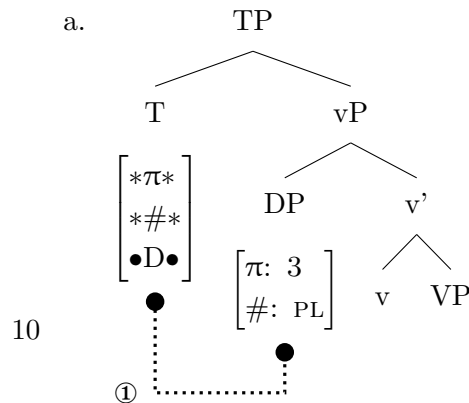 a. TP
T vP
*π* DP v'
*#*
●D● π: 3 v VP
#: PL
10
①